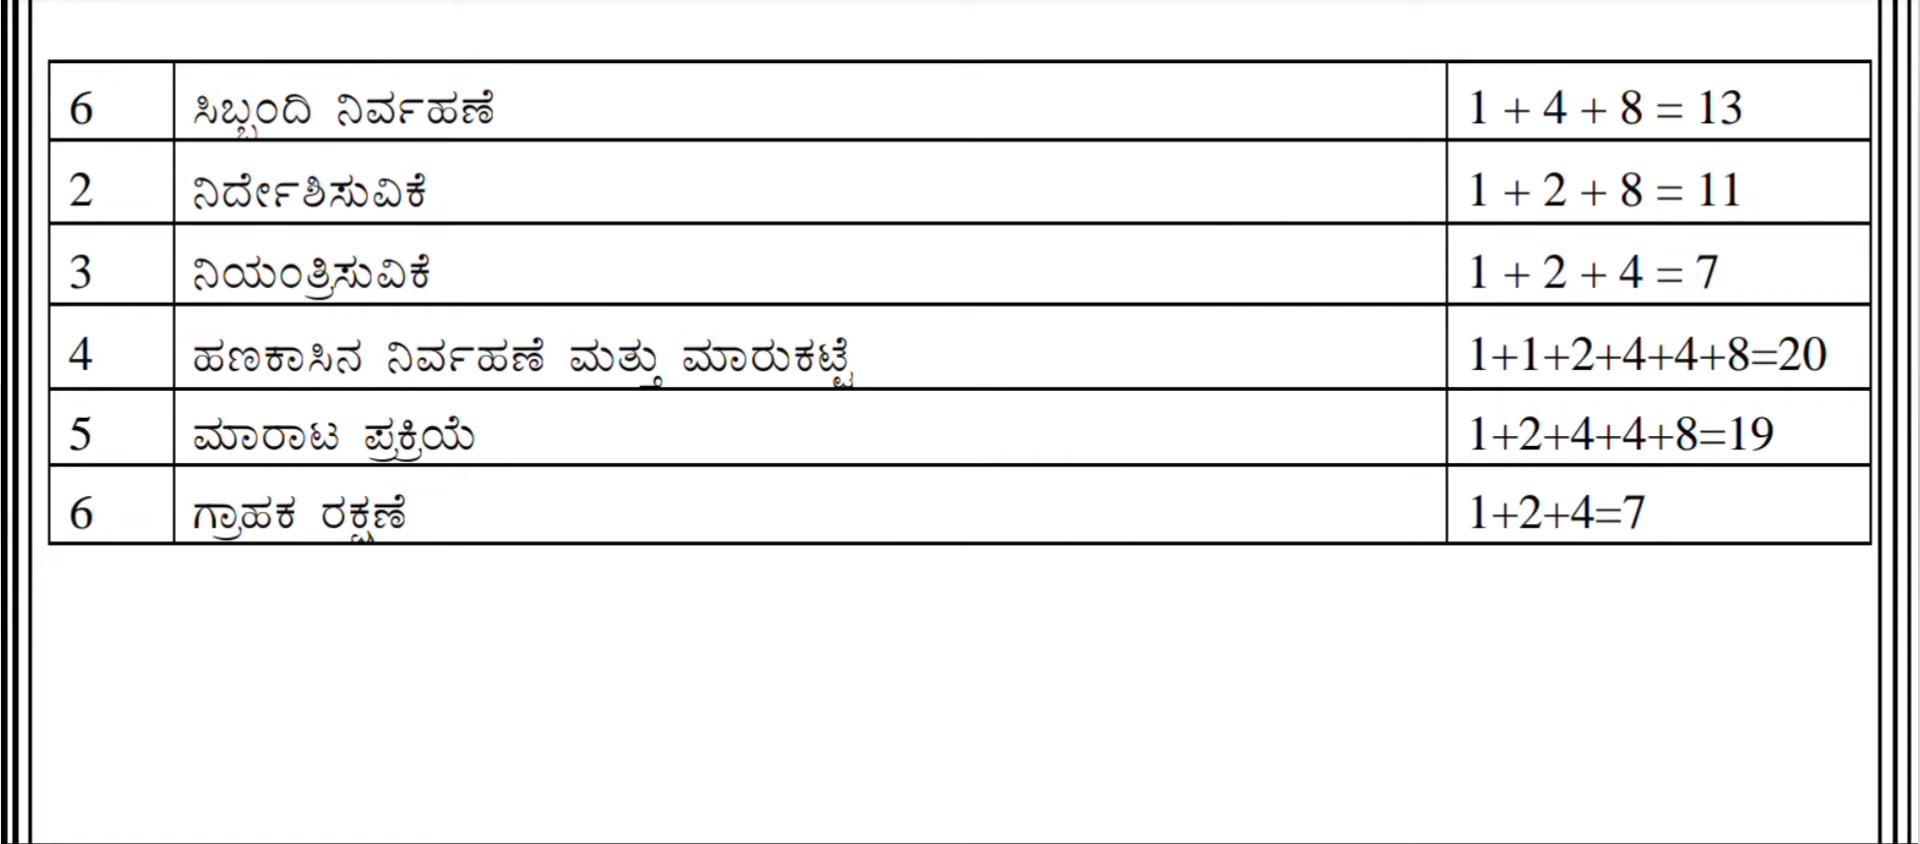 6 ಸಿಬ್ಬಂದಿ ನಿರ್ವಹಣೆ 1 + 4 + 8 = 13
2 ನಿರ್ದೇಶಿಸುವಿಕೆ 1 + 2 + 8 = 11
3 ನಿಯಂತ್ರಿಸುವಿಕೆ 1 + 2 + 4 = 7
4 ಹಣಕಾಸಿನ ನಿರ್ವಹಣೆ ಮತ್ತು ಮಾರುಕಟ್ಟೆ 1+1+2+4+4+8=20
5 ಮಾರಾಟ ಪ್ರಕ್ರಿಯೆ 1+2+4+4+8=19
6 ಗ್ರಾಹಕ ರಕ್ಷಣೆ 1+2+4=7